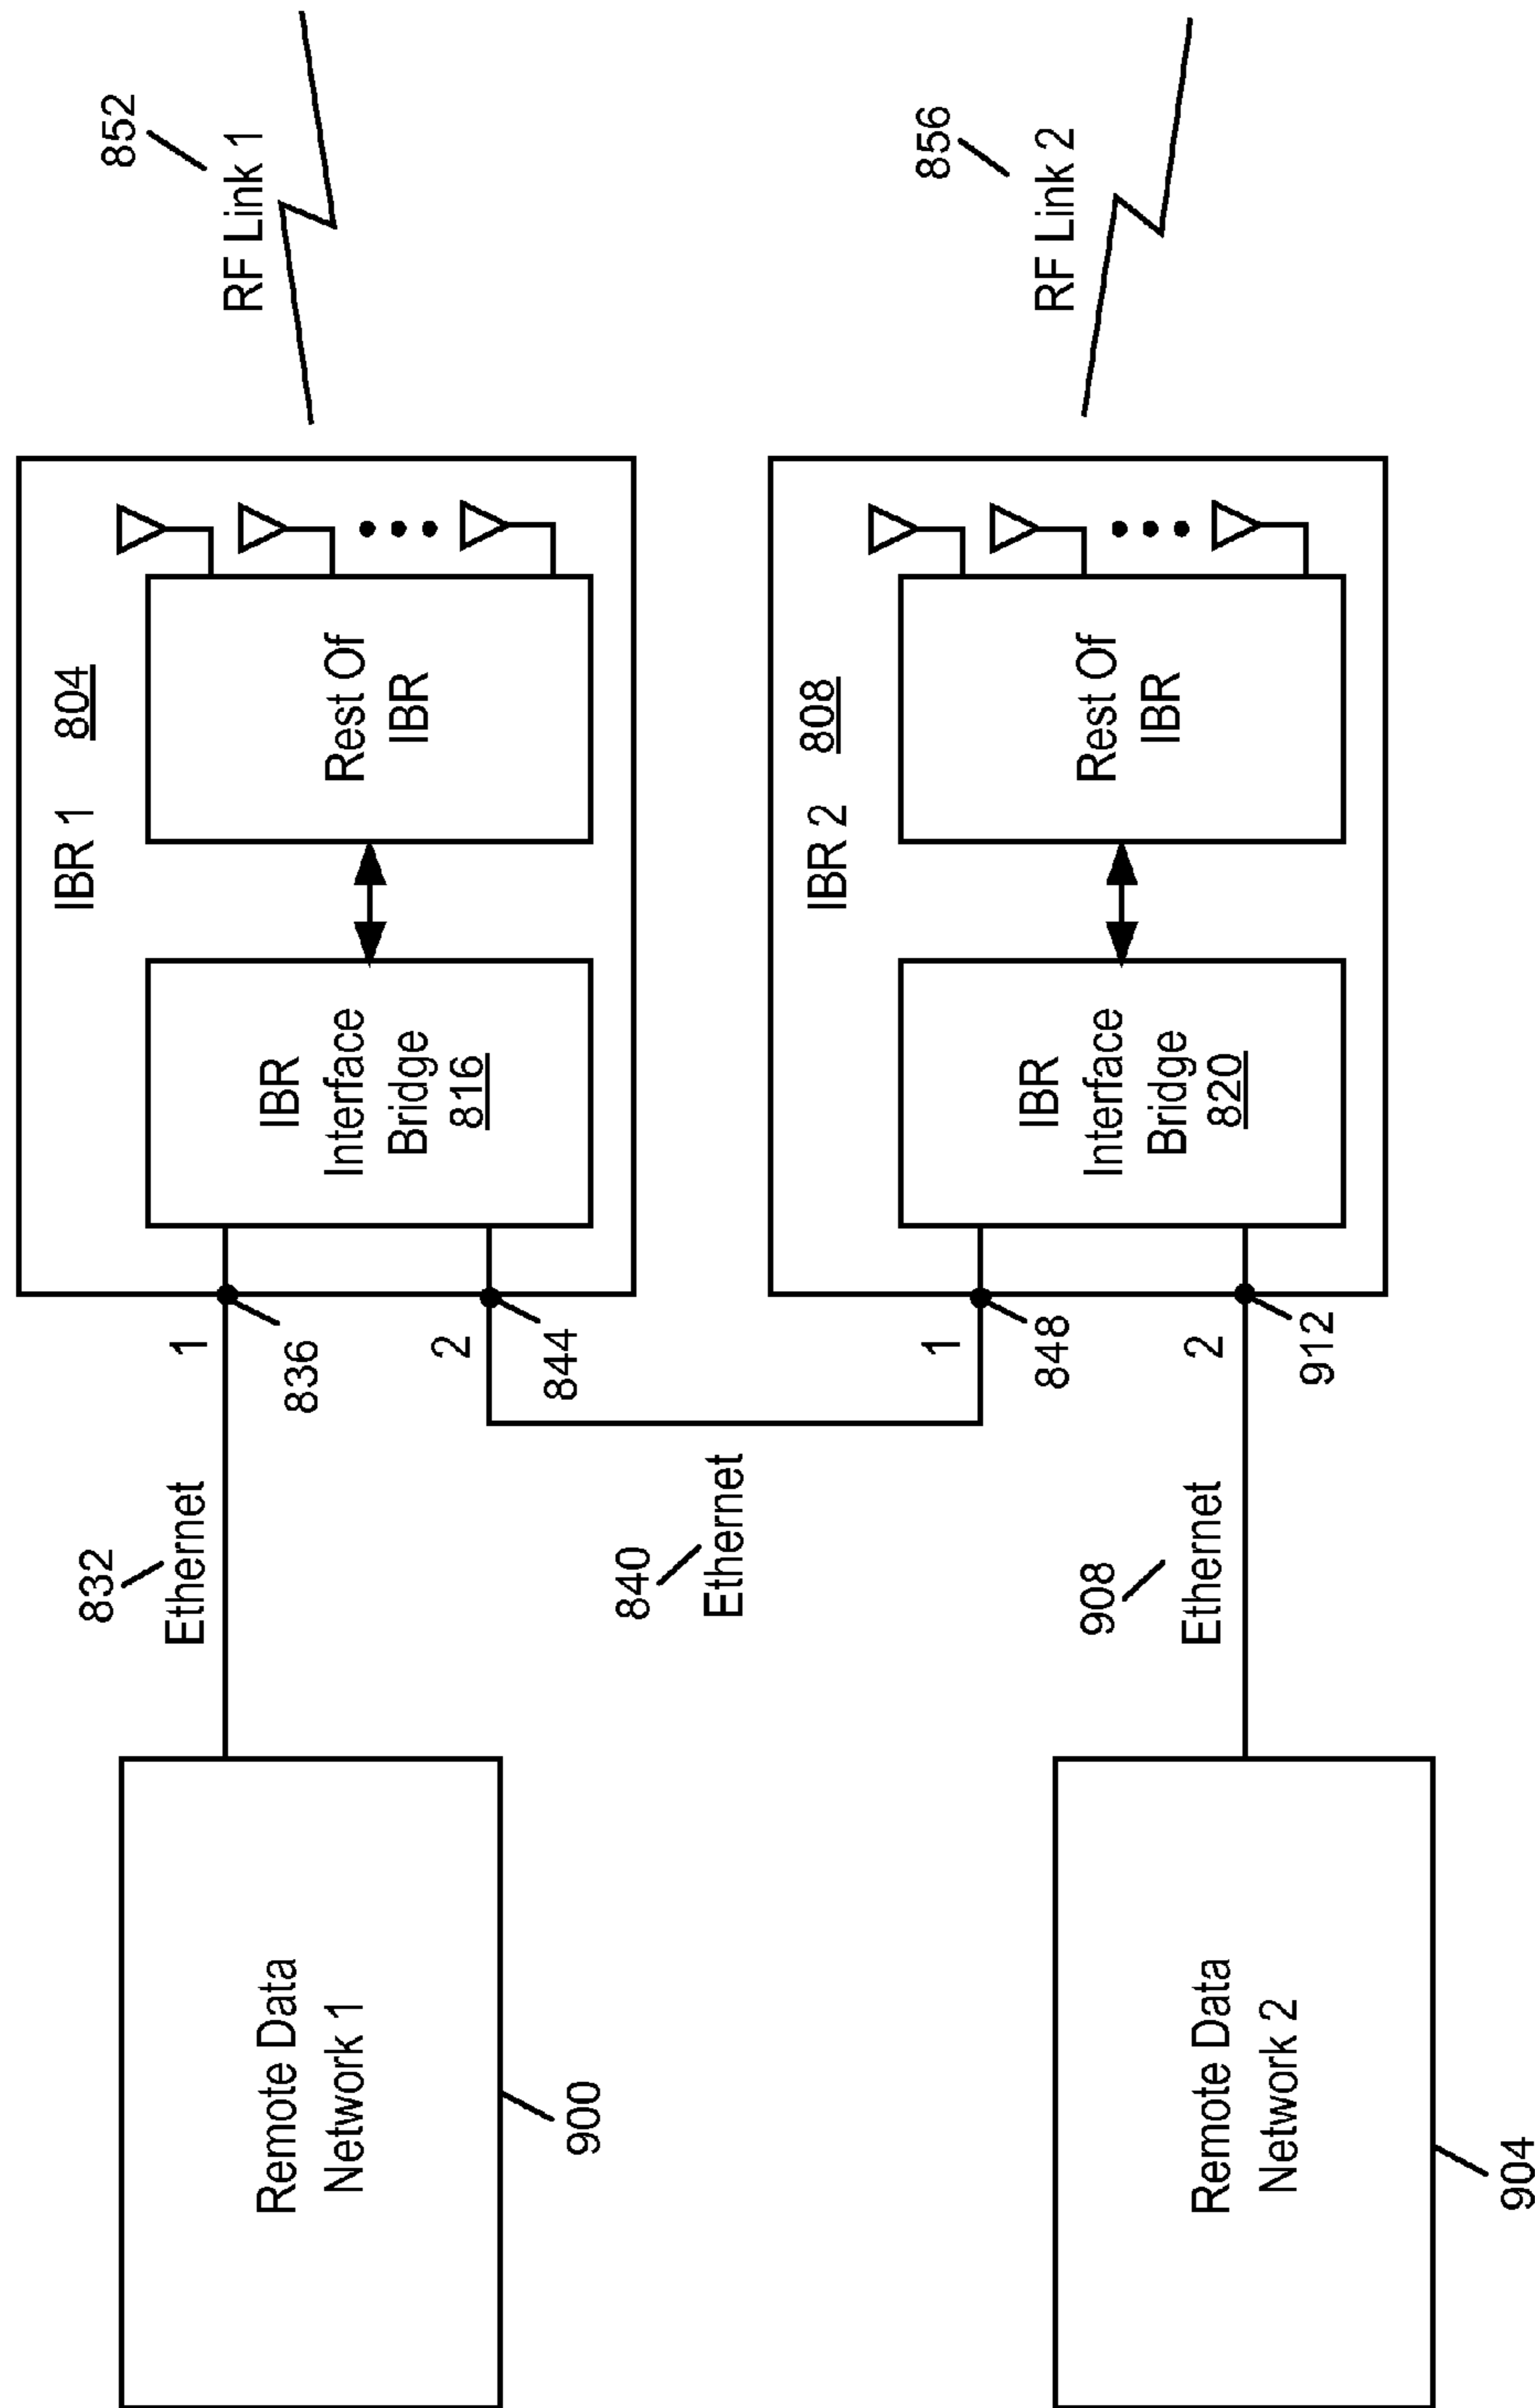 852
RF Link 1
856
RF Link 2
IBR 1 804
Rest Of
IBR
IBR
Interface
Bridge
816
IBR 2 808
Rest Of
IBR
IBR
Interface
Bridge
820
1
836
2
844
1
848
2
912
832
Ethernet
840
Ethernet
908
Ethernet
Remote Data
Network 1
900
Remote Data
Network 2
904